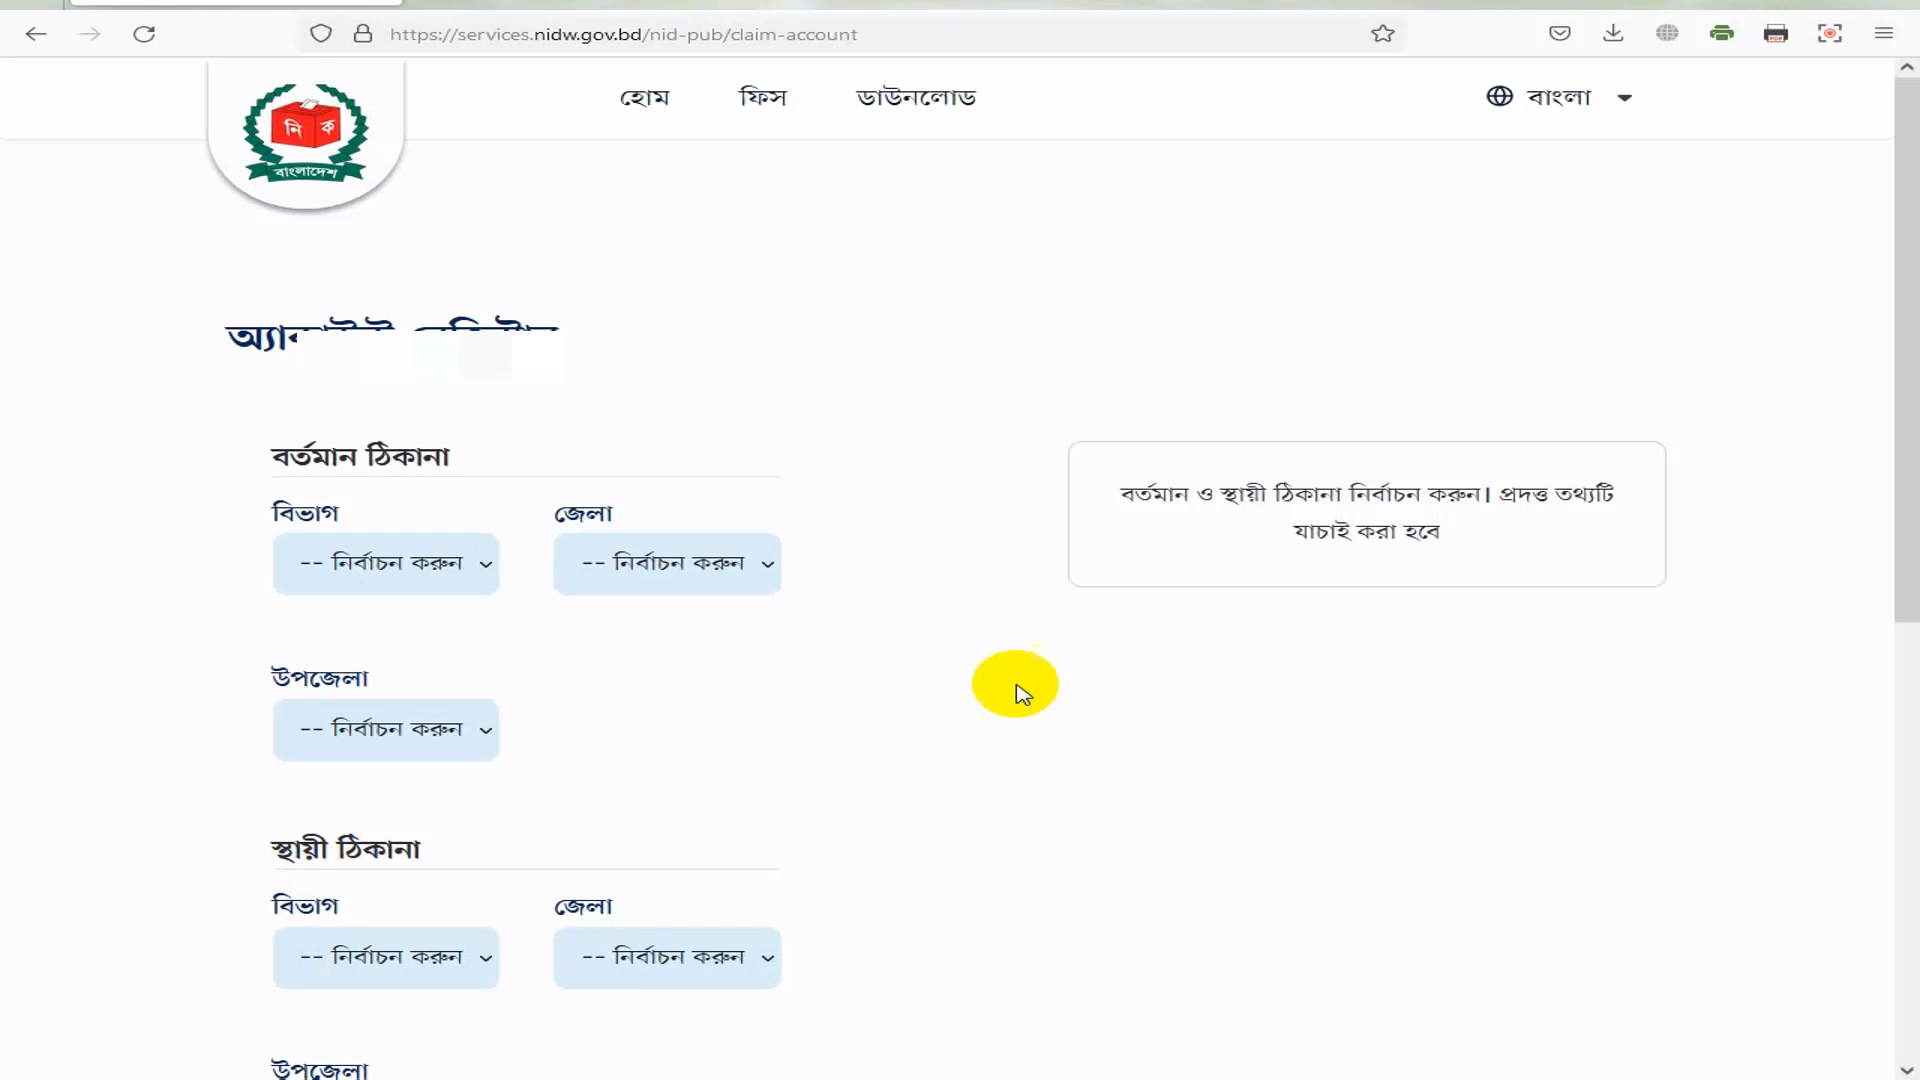 https://services.nidw.gov.bd/nid-pub/claim-account
নি ক
বাংলাদেশ
হোম ফিস ডাউনলোড বাংলা
বর্তমান ঠিকানা
বিভাগ জেলা
-- নির্বাচন করুন -- নির্বাচন করুন
বর্তমান ও স্থায়ী ঠিকানা নির্বাচন করুন। প্রদত্ত তথ্যটি
যাচাই করা হবে
উপজেলা
-- নির্বাচন করুন
স্থায়ী ঠিকানা
বিভাগ জেলা
-- নির্বাচন করুন -- নির্বাচন করুন
উপজেলা